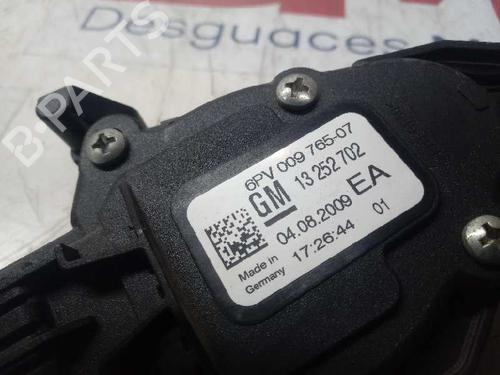 Desguaces
B-PARTS
6PV 009 765-07
GM 13 252 702
04.08.2009 EA
Made in Germany 17:26:44 01